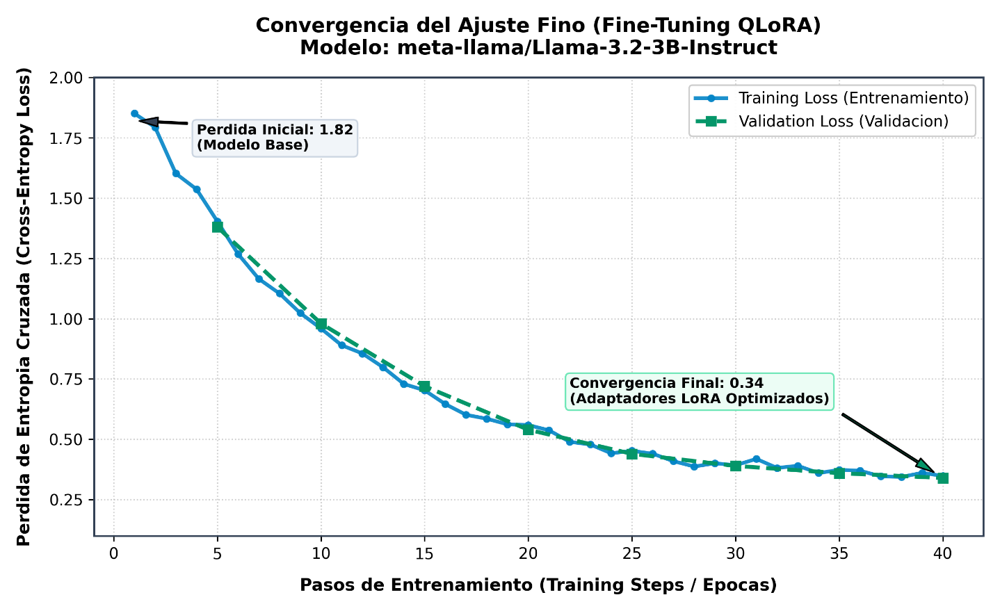 Convergencia del Ajuste Fino (Fine-Tuning QLoRA)
Modelo: meta-llama/Llama-3.2-3B-Instruct
Perdida de Entropia Cruzada (Cross-Entropy Loss)
2.00
1.75
1.50
1.25
1.00
0.75
0.50
0.25
Training Loss (Entrenamiento)
Validation Loss (Validacion)
Perdida Inicial: 1.82
(Modelo Base)
Convergencia Final: 0.34
(Adaptadores LoRA Optimizados)
0 5 10 15 20 25 30 35 40
Pasos de Entrenamiento (Training Steps / Epocas)